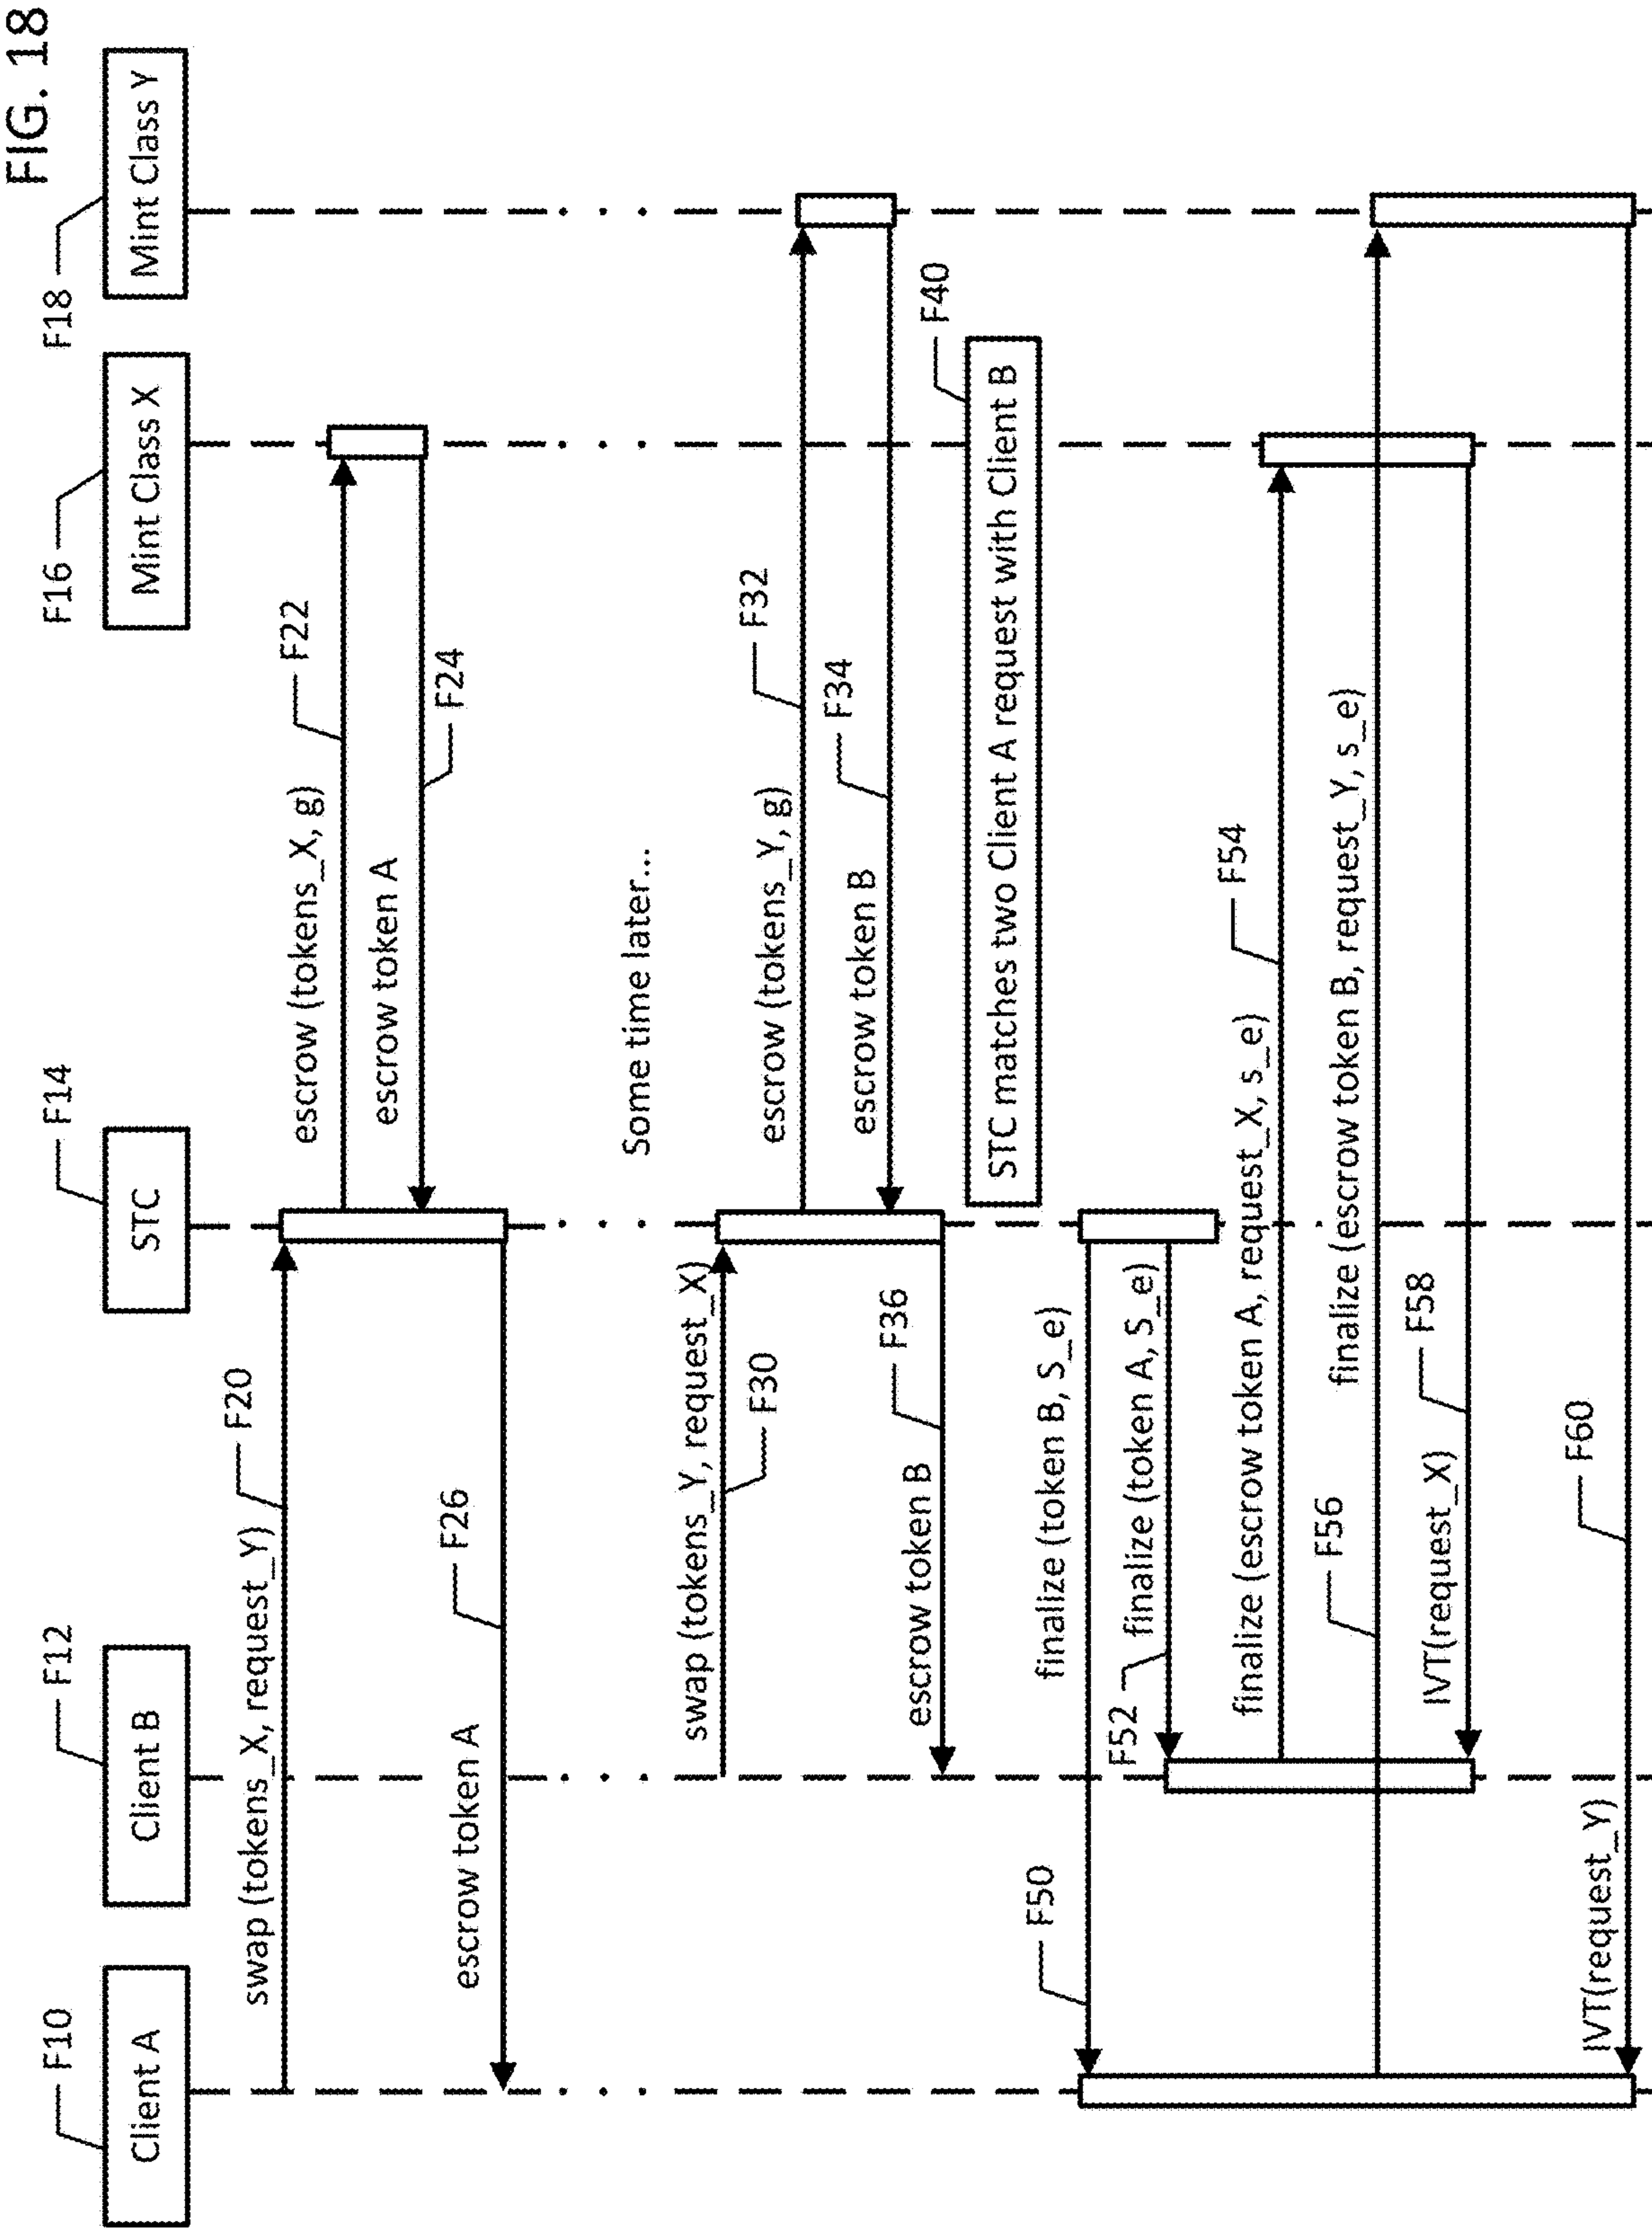 FIG. 18
F10
F12
F14
F16
F18
Client A
Client B
STC
Mint Class X
Mint Class Y
swap (tokens_X, request_Y)
F20
escrow (tokens_X, g)
F22
escrow token A
F24
escrow token A
F26
Some time later...
swap (tokens_Y, request_X)
F30
escrow (tokens_Y, g)
F32
escrow token B
F34
escrow token B
F36
F40
STC matches two Client A request with Client B
F50
finalize (token B, S_e)
F52
finalize (token A, S_e)
finalize (escrow token A, request_X, s_e)
F54
F56
finalize (escrow token B, request_Y, s_e)
IVT(request_X)
F58
IVT(request_Y)
F60